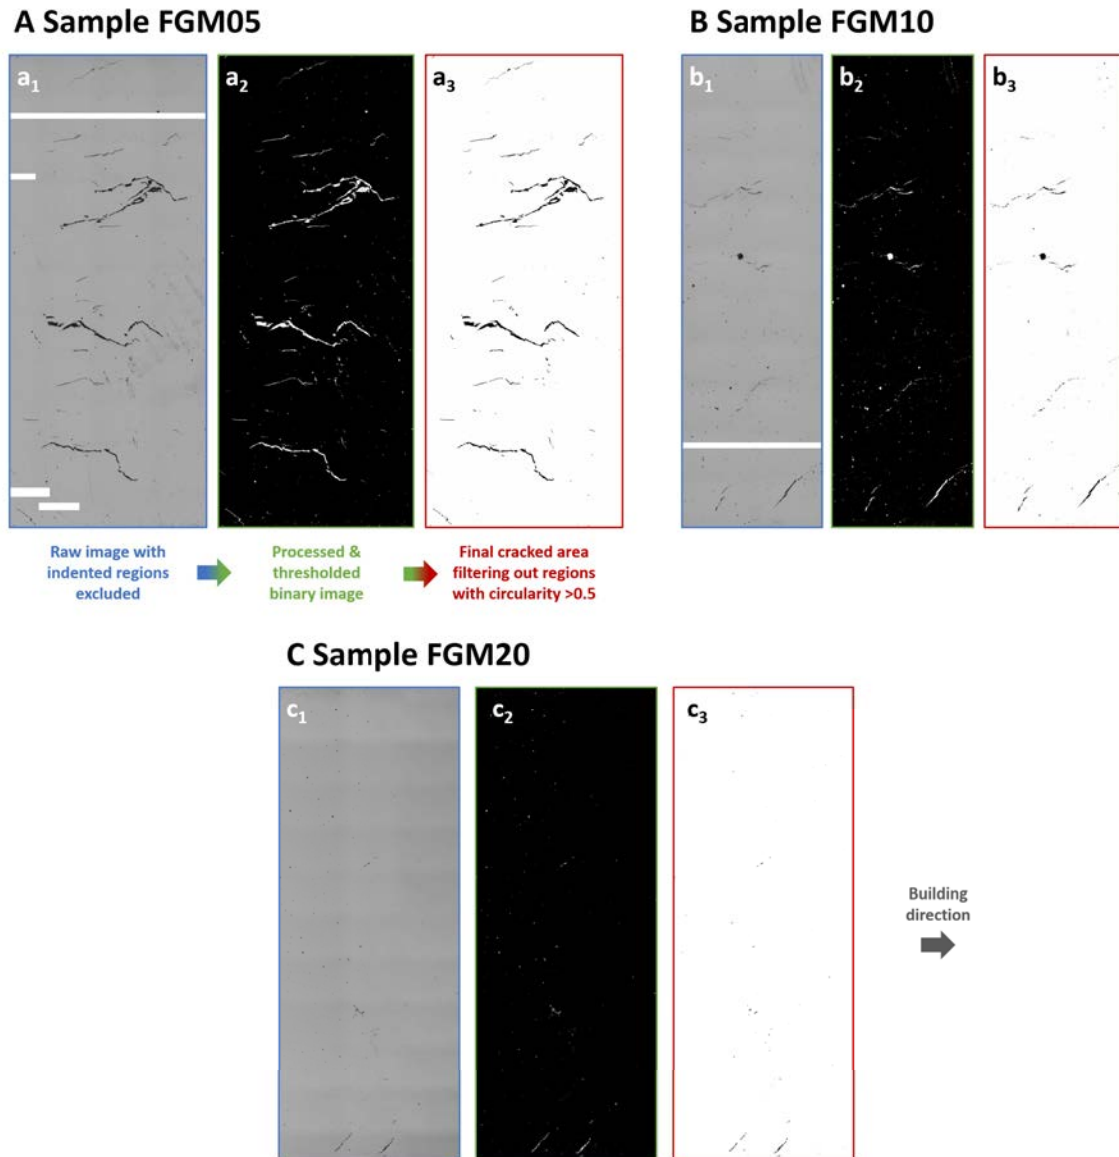 A Sample FGM05
B Sample FGM10
a1
a2
a3
b1
b2
b3
Raw image with
indented regions
excluded
Processed &
thresholded
binary image
Final cracked area
filtering out regions
with circularity >0.5
C Sample FGM20
c1
c2
c3
Building
direction